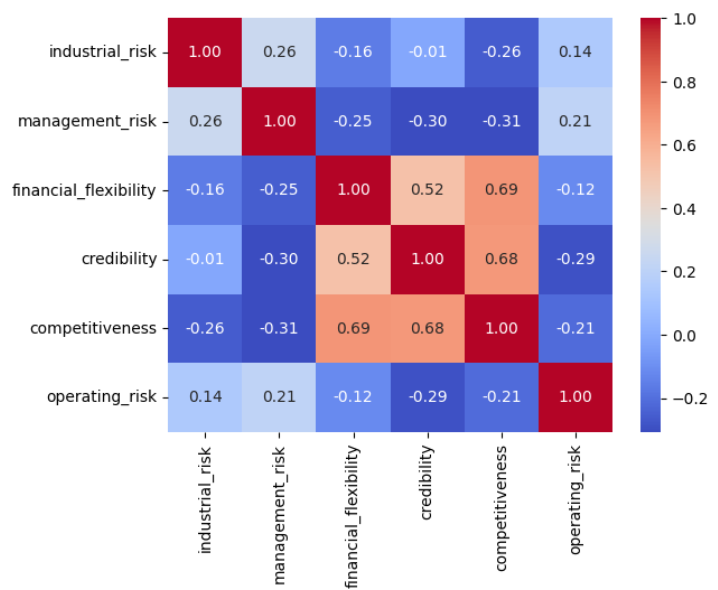 industrial_risk 1.00 0.26 -0.16 -0.01 -0.26 0.14
management_risk 0.26 1.00 -0.25 -0.30 -0.31 0.21
financial_flexibility -0.16 -0.25 1.00 0.52 0.69 -0.12
credibility -0.01 -0.30 0.52 1.00 0.68 -0.29
competitiveness -0.26 -0.31 0.69 0.68 1.00 -0.21
operating_risk 0.14 0.21 -0.12 -0.29 -0.21 1.00
industrial_risk
management_risk
financial_flexibility
credibility
competitiveness
operating_risk
1.0
0.8
0.6
0.4
0.2
0.0
−0.2